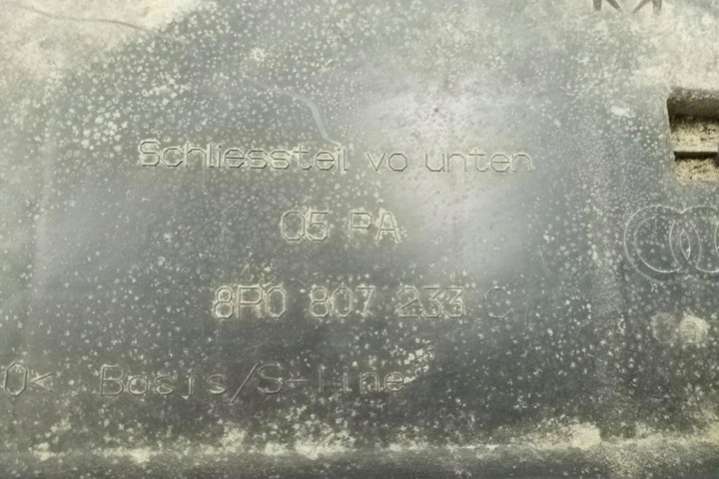 Schliessteil vo unten
Q5 PA
8R0 807 233 C
Basis/S-line